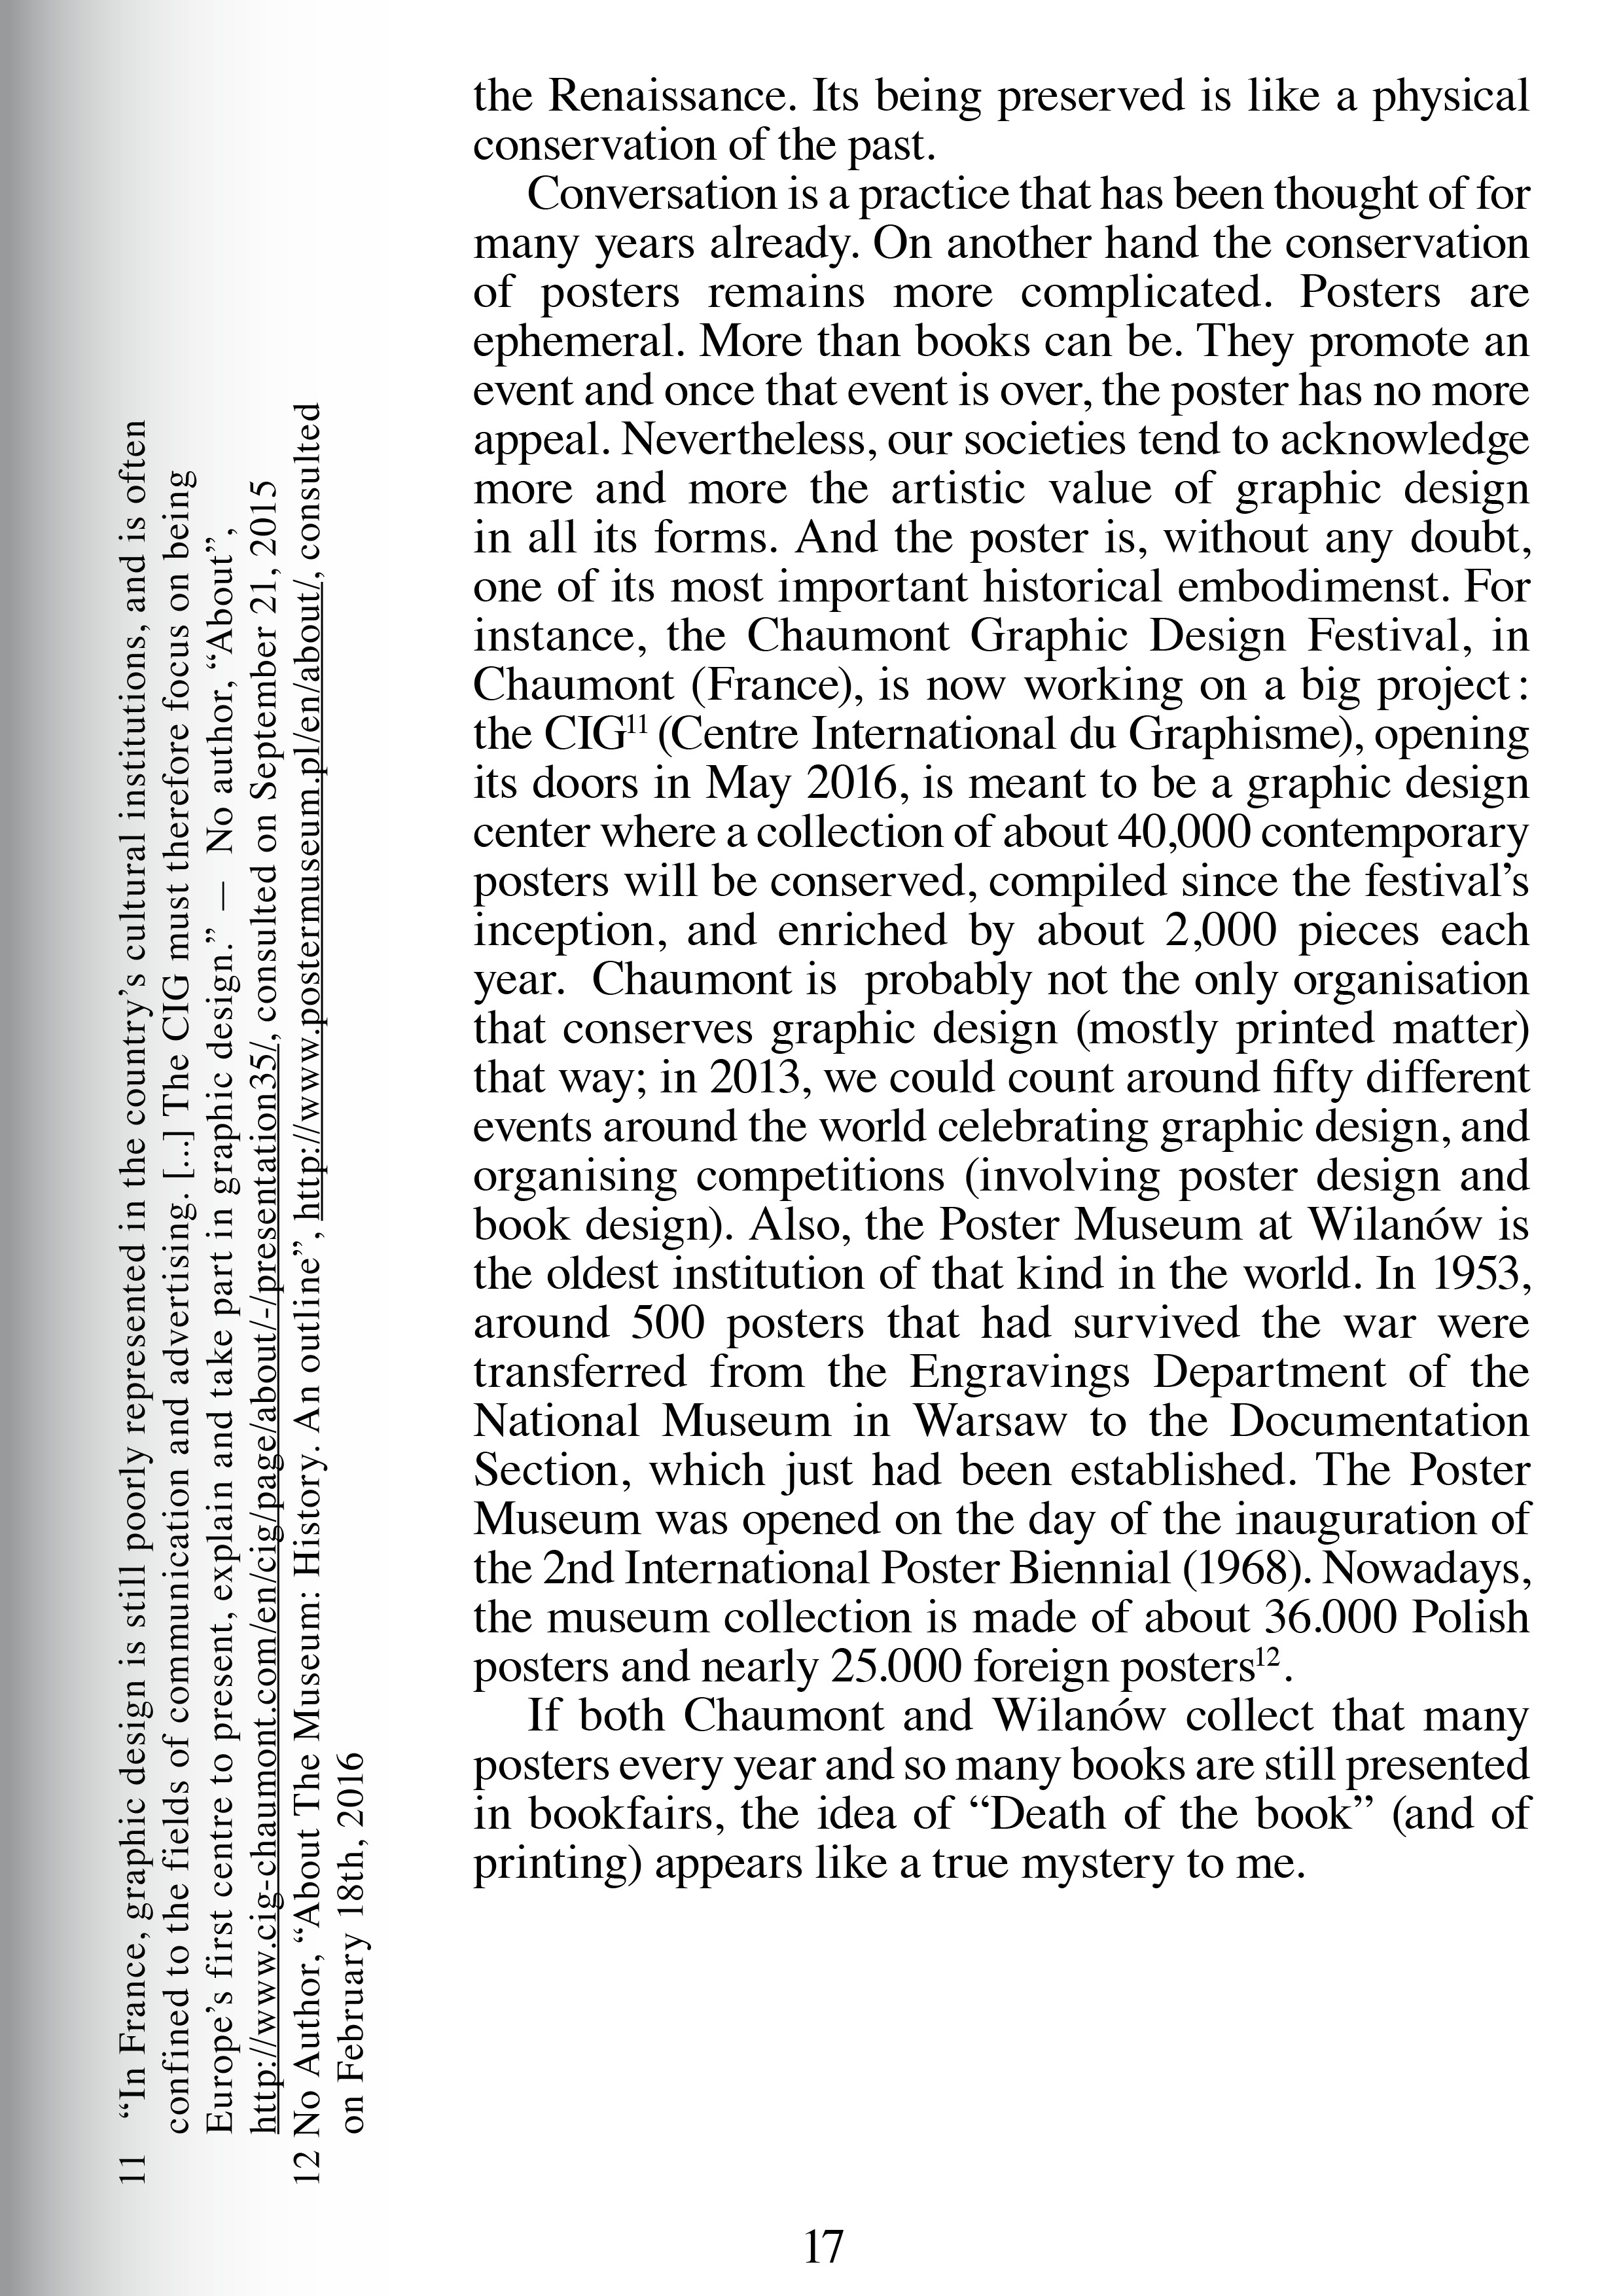 the Renaissance. Its being preserved is like a physical
conservation of the past.
Conversation is a practice that has been thought of for
many years already. On another hand the conservation
of posters remains more complicated. Posters are
ephemeral. More than books can be. They promote an
event and once that event is over, the poster has no more
appeal. Nevertheless, our societies tend to acknowledge
more and more the artistic value of graphic design
in all its forms. And the poster is, without any doubt,
one of its most important historical embodimenst. For
instance, the Chaumont Graphic Design Festival, in
Chaumont (France), is now working on a big project :
the CIG¹¹ (Centre International du Graphisme), opening
its doors in May 2016, is meant to be a graphic design
center where a collection of about 40,000 contemporary
posters will be conserved, compiled since the festival’s
inception, and enriched by about 2,000 pieces each
year. Chaumont is probably not the only organisation
that conserves graphic design (mostly printed matter)
that way; in 2013, we could count around fifty different
events around the world celebrating graphic design, and
organising competitions (involving poster design and
book design). Also, the Poster Museum at Wilanów is
the oldest institution of that kind in the world. In 1953,
around 500 posters that had survived the war were
transferred from the Engravings Department of the
National Museum in Warsaw to the Documentation
Section, which just had been established. The Poster
Museum was opened on the day of the inauguration of
the 2nd International Poster Biennial (1968). Nowadays,
the museum collection is made of about 36.000 Polish
posters and nearly 25.000 foreign posters¹².
If both Chaumont and Wilanów collect that many
posters every year and so many books are still presented
in bookfairs, the idea of “Death of the book” (and of
printing) appears like a true mystery to me.
11 “In France, graphic design is still poorly represented in the country’s cultural institutions, and is often
confined to the fields of communication and advertising. [...] The CIG must therefore focus on being
Europe’s first centre to present, explain and take part in graphic design.” — No author, “About”,
http://www.cig-chaumont.com/en/cig/page/about/-/presentation35/, consulted on September 21, 2015
12 No Author, “About The Museum: History. An outline”, http://www.postermuseum.pl/en/about/, consulted
on February 18th, 2016
17